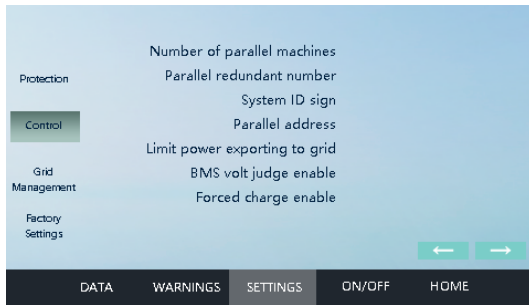 Number of parallel machines
Parallel redundant number
System ID sign
Parallel address
Limit power exporting to grid
BMS volt judge enable
Forced charge enable
Protection
Control
Grid
Management
Factory
Settings
DATA WARNINGS SETTINGS ON/OFF HOME